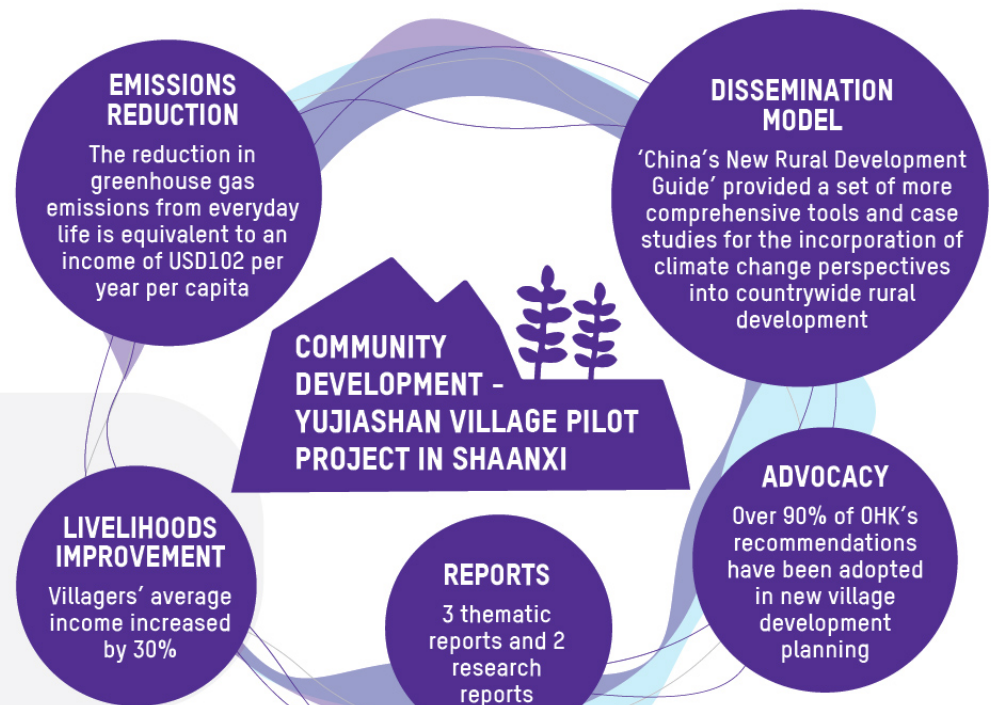 EMISSIONS
REDUCTION
The reduction in
greenhouse gas
emissions from everyday
life is equivalent to an
income of USD102 per
year per capita
DISSEMINATION
MODEL
‘China’s New Rural Development
Guide’ provided a set of more
comprehensive tools and case
studies for the incorporation of
climate change perspectives
into countrywide rural
development
COMMUNITY
DEVELOPMENT –
YUJIASHAN VILLAGE PILOT
PROJECT IN SHAANXI
LIVELIHOODS
IMPROVEMENT
Villagers’ average
income increased
by 30%
REPORTS
3 thematic
reports and 2
research
reports
ADVOCACY
Over 90% of OHK’s
recommendations
have been adopted
in new village
development
planning